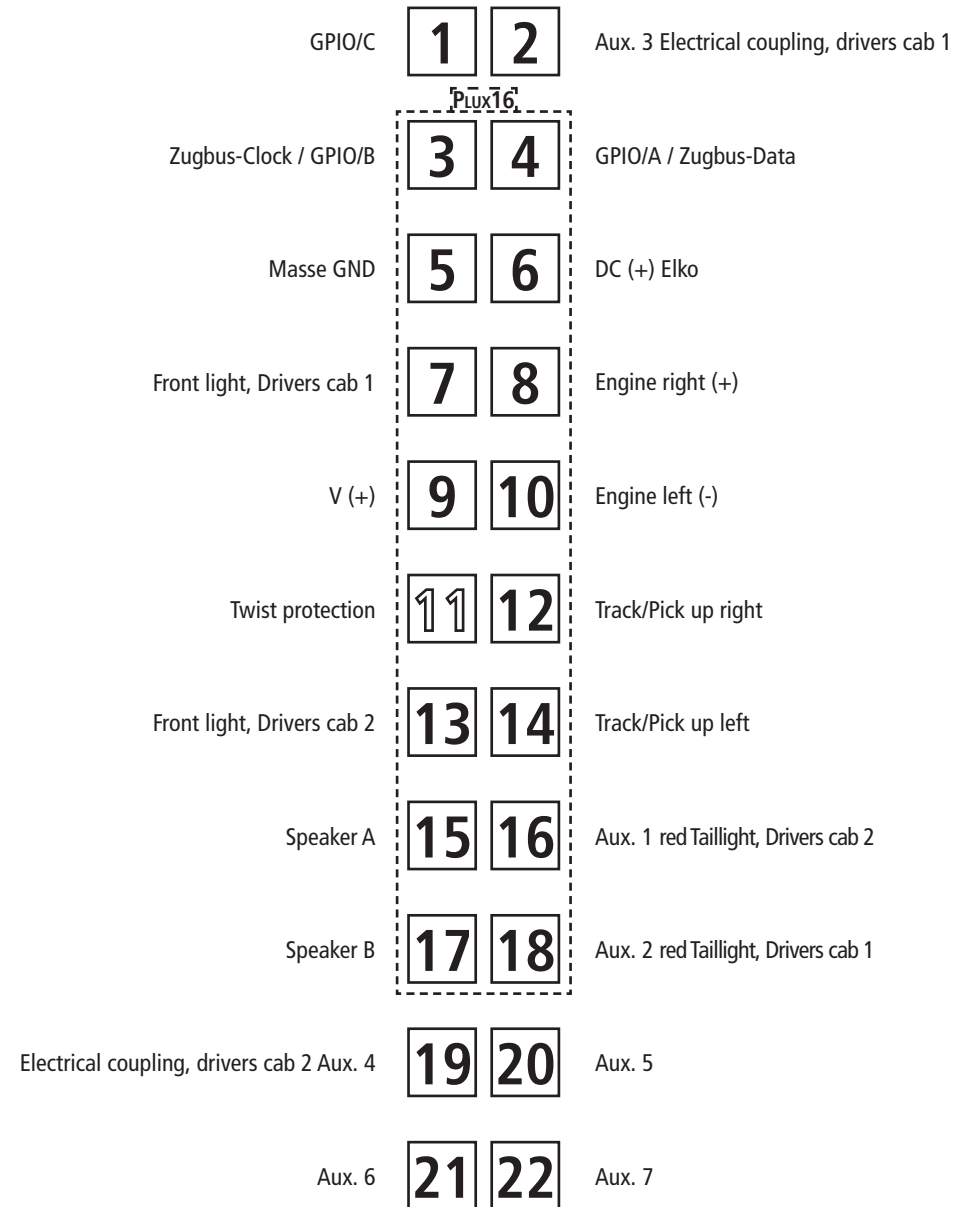 GPIO/C 1 2 Aux. 3 Electrical coupling, drivers cab 1
PLUX16
Zugbus-Clock / GPIO/B 3 4 GPIO/A / Zugbus-Data
Masse GND 5 6 DC (+) Elko
Front light, Drivers cab 1 7 8 Engine right (+)
V (+) 9 10 Engine left (-)
Twist protection 11 12 Track/Pick up right
Front light, Drivers cab 2 13 14 Track/Pick up left
Speaker A 15 16 Aux. 1 red Taillight, Drivers cab 2
Speaker B 17 18 Aux. 2 red Taillight, Drivers cab 1
Electrical coupling, drivers cab 2 Aux. 4 19 20 Aux. 5
Aux. 6 21 22 Aux. 7